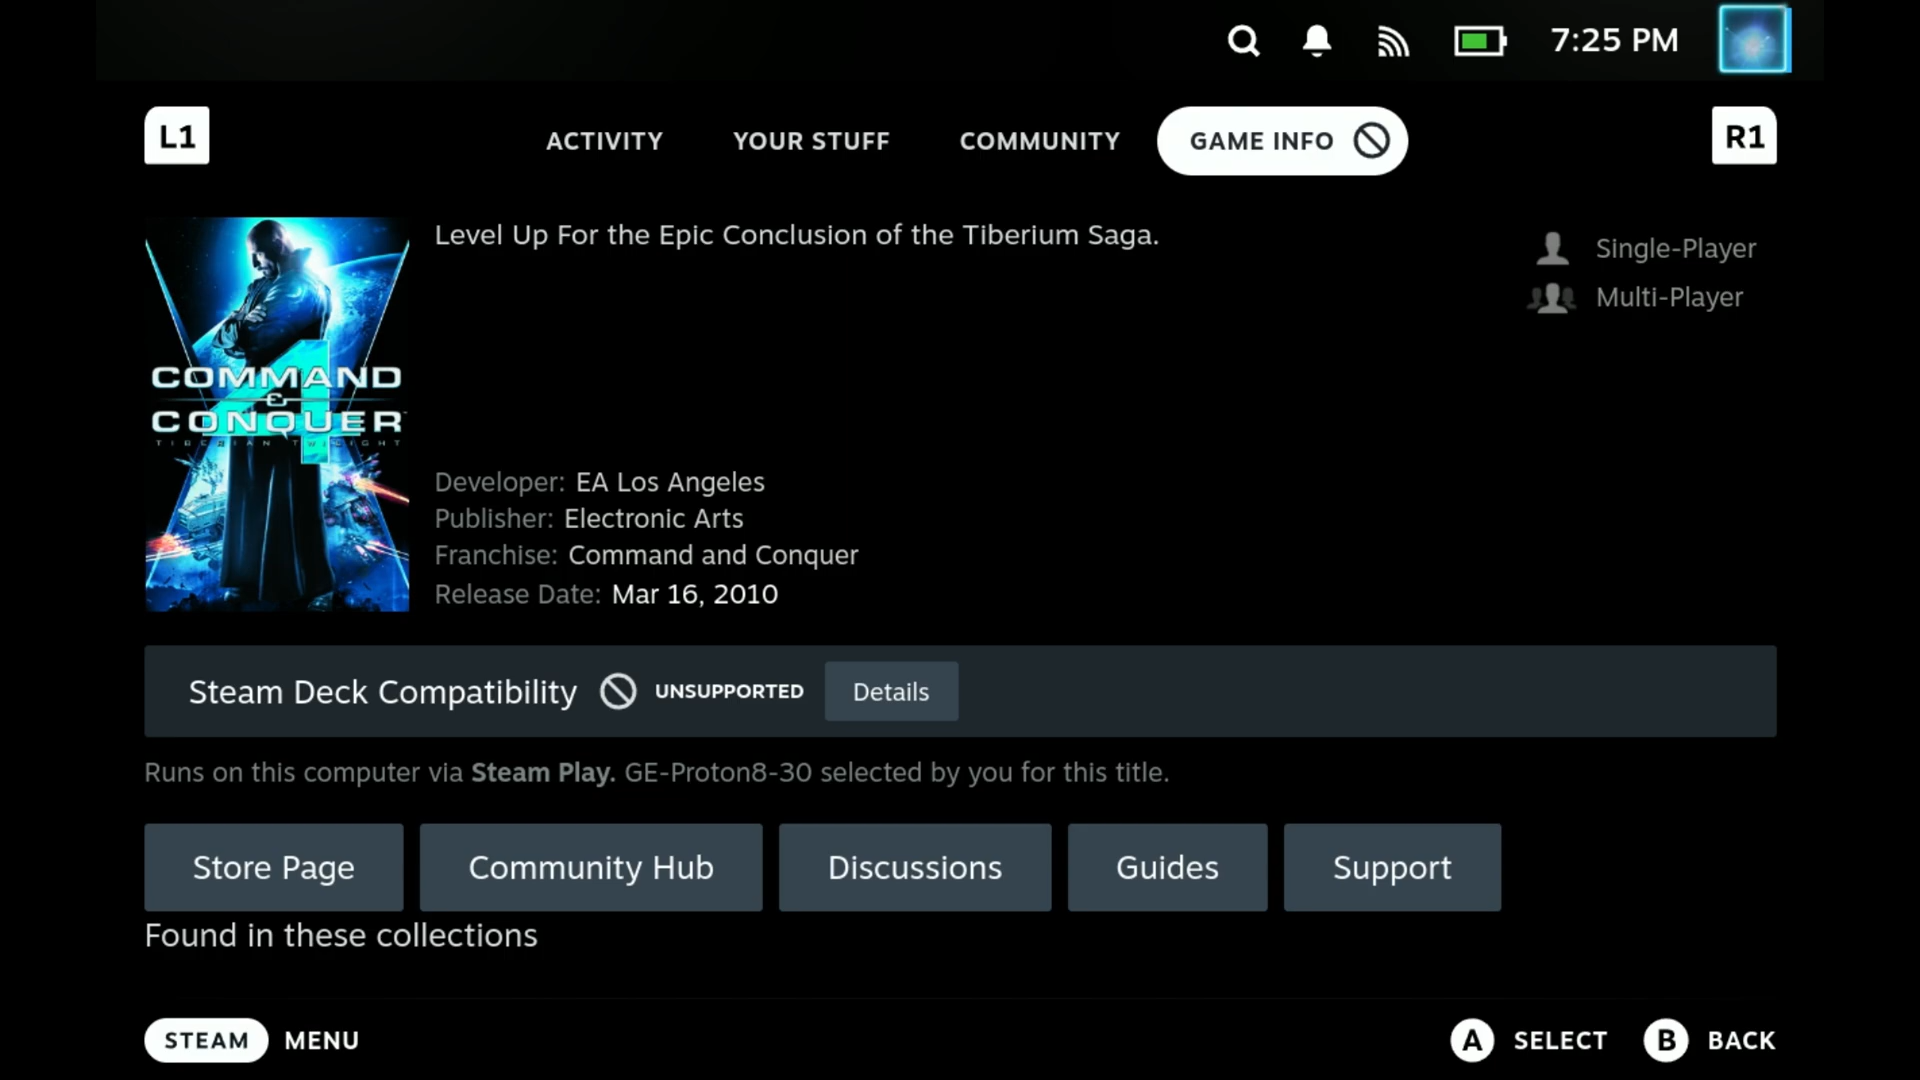 7:25 PM
L1
ACTIVITY
YOUR STUFF
COMMUNITY
GAME INFO
R1
Level Up For the Epic Conclusion of the Tiberium Saga.
Single-Player
Multi-Player
COMMAND
&
CONQUER
4
TIBERIAN TWILIGHT
Developer: EA Los Angeles
Publisher: Electronic Arts
Franchise: Command and Conquer
Release Date: Mar 16, 2010
Steam Deck Compatibility UNSUPPORTED Details
Runs on this computer via Steam Play. GE-Proton8-30 selected by you for this title.
Store Page
Community Hub
Discussions
Guides
Support
Found in these collections
STEAM MENU
A SELECT
B BACK